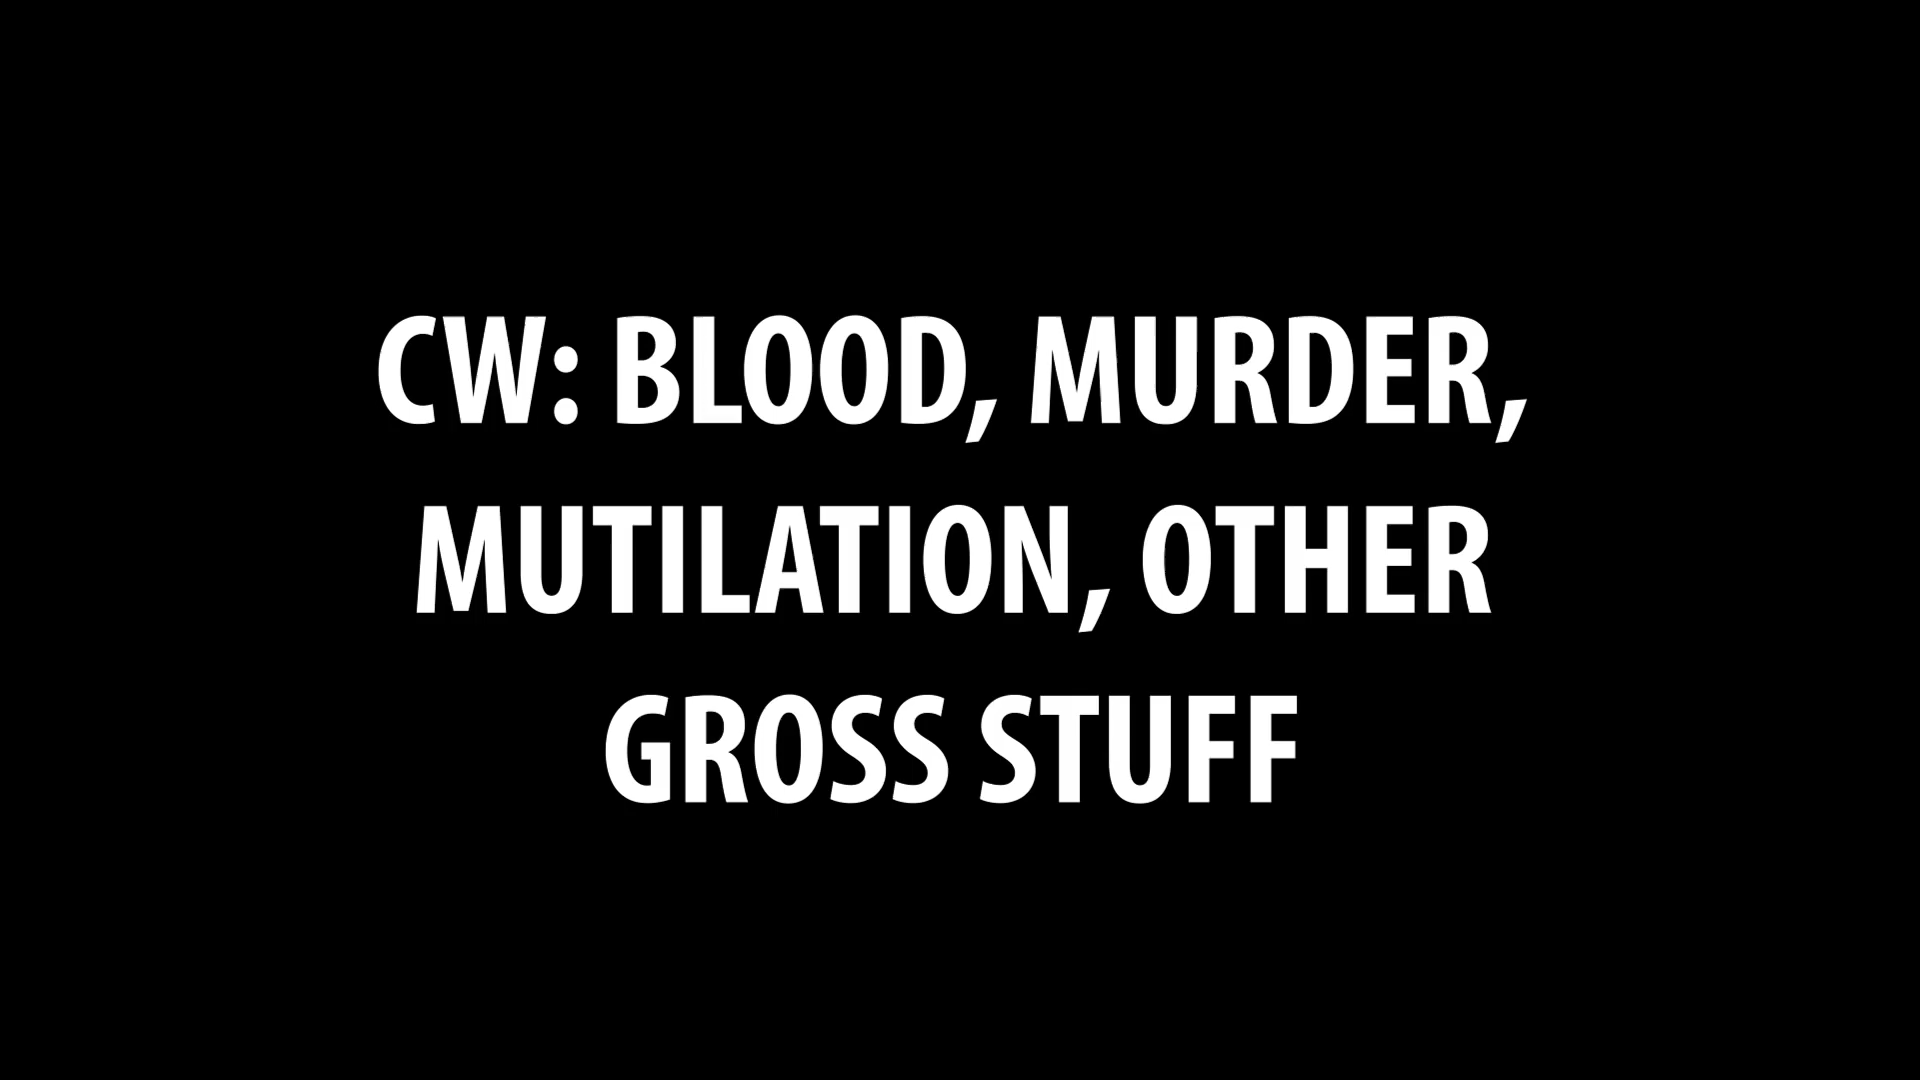 CW: BLOOD, MURDER,
MUTILATION, OTHER
GROSS STUFF